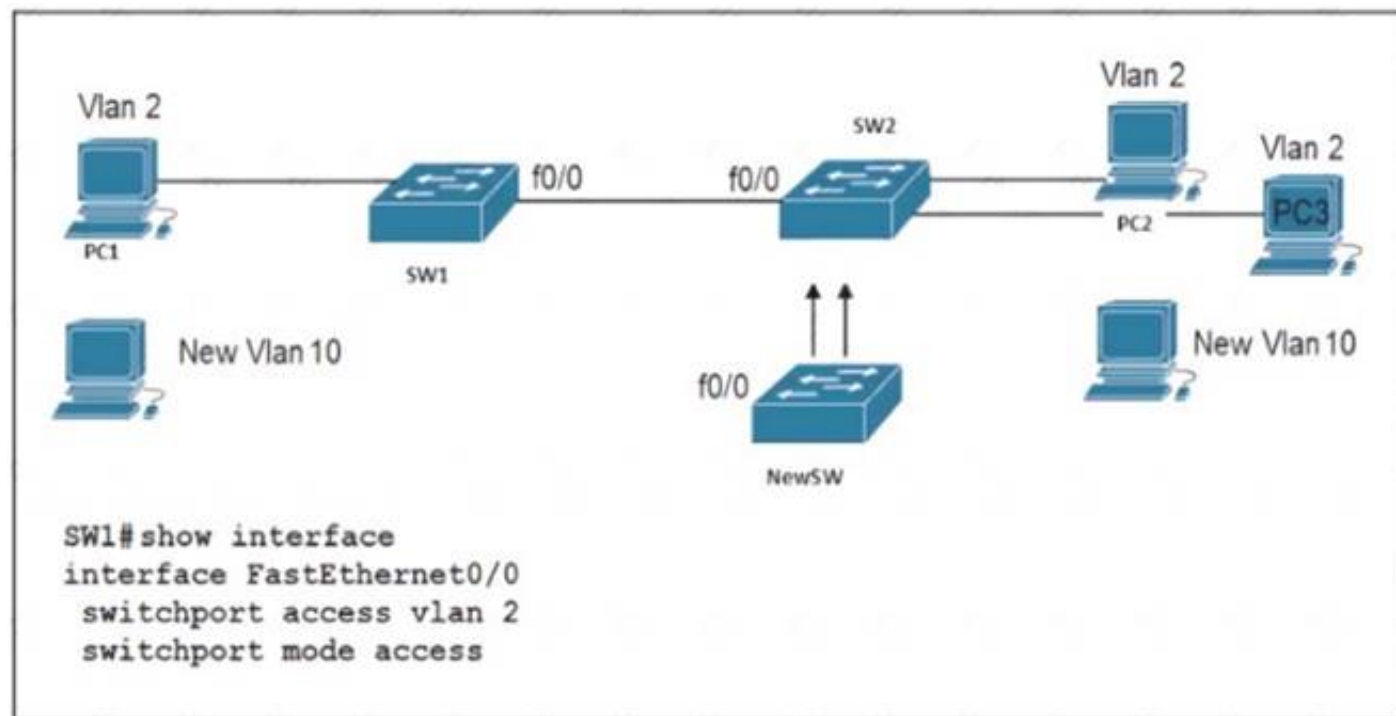 Vlan 2
PC1
New Vlan 10
SW1
f0/0
f0/0
SW2
Vlan 2
PC2
Vlan 2
PC3
New Vlan 10
f0/0
NewSW
SW1#show interface
interface FastEthernet0/0
switchport access vlan 2
switchport mode access